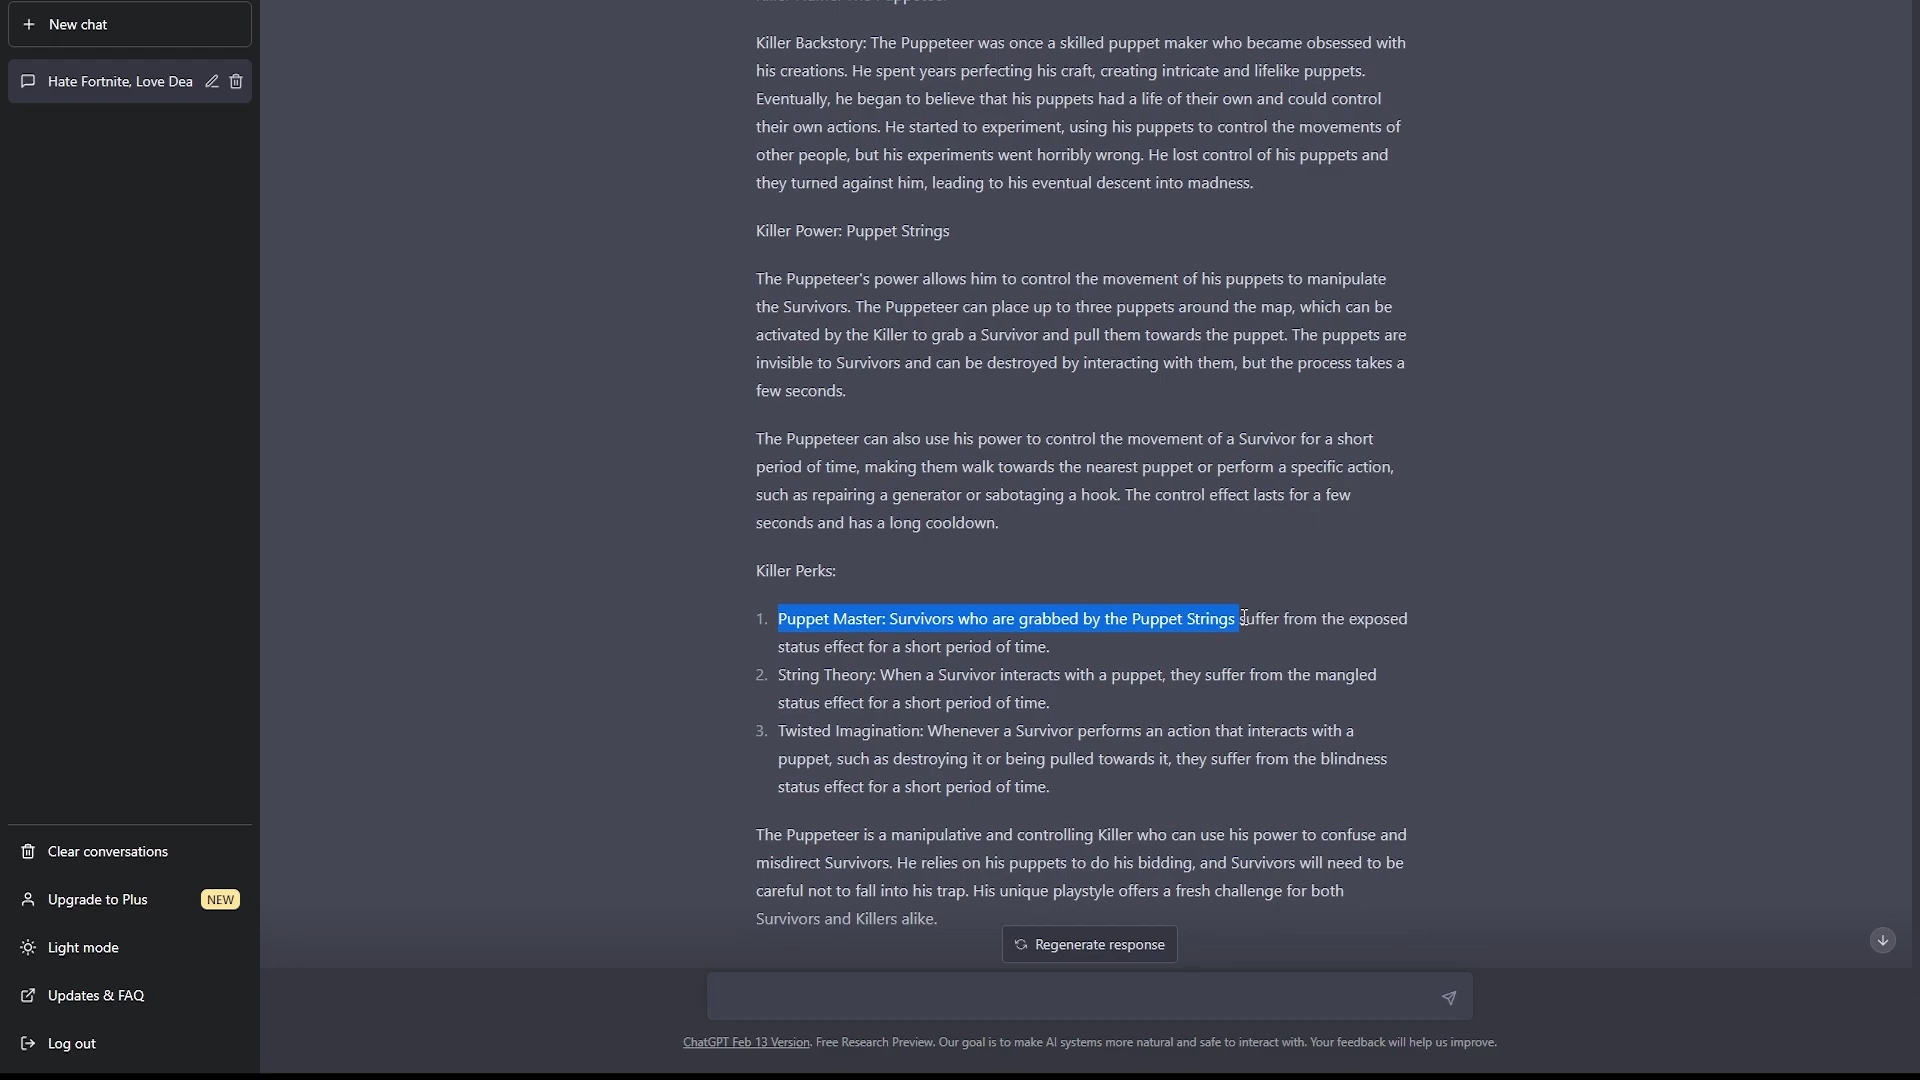 New chat
Hate Fortnite, Love Dea
Killer Backstory: The Puppeteer was once a skilled puppet maker who became obsessed with
his creations. He spent years perfecting his craft, creating intricate and lifelike puppets.
Eventually, he began to believe that his puppets had a life of their own and could control
their own actions. He started to experiment, using his puppets to control the movements of
other people, but his experiments went horribly wrong. He lost control of his puppets and
they turned against him, leading to his eventual descent into madness.
Killer Power: Puppet Strings
The Puppeteer's power allows him to control the movement of his puppets to manipulate
the Survivors. The Puppeteer can place up to three puppets around the map, which can be
activated by the Killer to grab a Survivor and pull them towards the puppet. The puppets are
invisible to Survivors and can be destroyed by interacting with them, but the process takes a
few seconds.
The Puppeteer can also use his power to control the movement of a Survivor for a short
period of time, making them walk towards the nearest puppet or perform a specific action,
such as repairing a generator or sabotaging a hook. The control effect lasts for a few
seconds and has a long cooldown.
Killer Perks:
1. Puppet Master: Survivors who are grabbed by the Puppet Strings suffer from the exposed
status effect for a short period of time.
2. String Theory: When a Survivor interacts with a puppet, they suffer from the mangled
status effect for a short period of time.
3. Twisted Imagination: Whenever a Survivor performs an action that interacts with a
puppet, such as destroying it or being pulled towards it, they suffer from the blindness
status effect for a short period of time.
The Puppeteer is a manipulative and controlling Killer who can use his power to confuse and
misdirect Survivors. He relies on his puppets to do his bidding, and Survivors will need to be
careful not to fall into his trap. His unique playstyle offers a fresh challenge for both
Survivors and Killers alike.
Regenerate response
Clear conversations
Upgrade to Plus NEW
Light mode
Updates & FAQ
Log out
ChatGPT Feb 13 Version. Free Research Preview. Our goal is to make AI systems more natural and safe to interact with. Your feedback will help us improve.